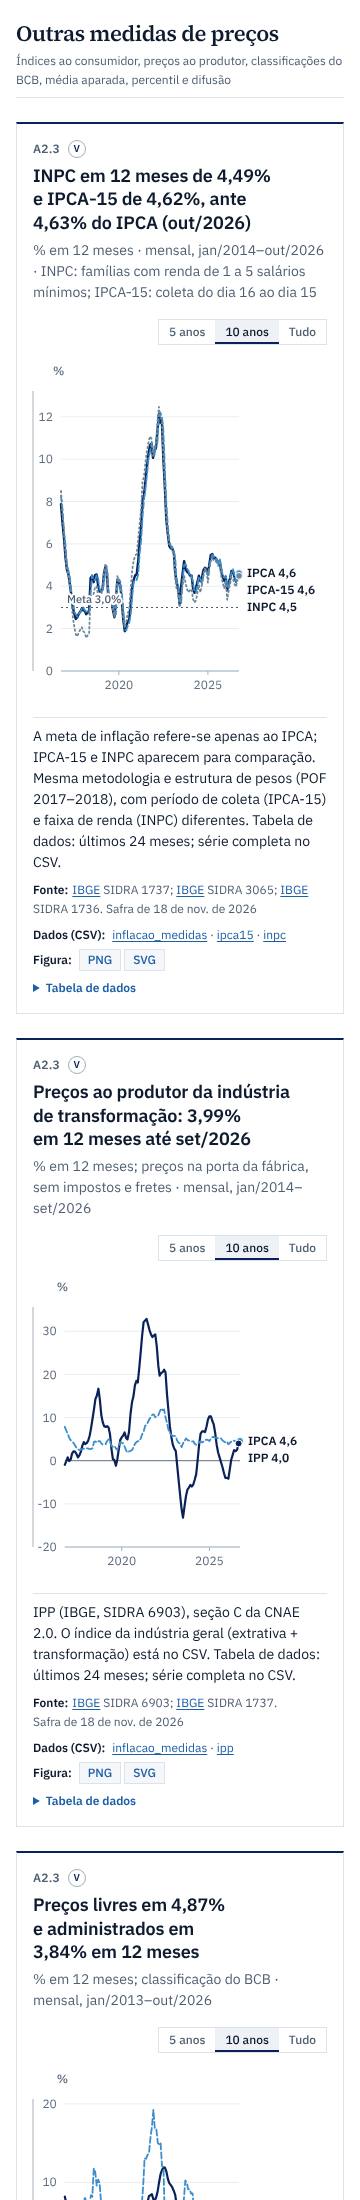 Outras medidas de preços
Índices ao consumidor, preços ao produtor, classificações do
BCB, média aparada, percentil e difusão
A2.3 V
INPC em 12 meses de 4,49%
e IPCA-15 de 4,62%, ante
4,63% do IPCA (out/2026)
% em 12 meses · mensal, jan/2014–out/2026
· INPC: famílias com renda de 1 a 5 salários
mínimos; IPCA-15: coleta do dia 16 ao dia 15
5 anos 10 anos Tudo
%
12
10
8
6
4
2
0
Meta 3,0%
IPCA 4,6
IPCA-15 4,6
INPC 4,5
2020 2025
A meta de inflação refere-se apenas ao IPCA;
IPCA-15 e INPC aparecem para comparação.
Mesma metodologia e estrutura de pesos (POF
2017–2018), com período de coleta (IPCA-15)
e faixa de renda (INPC) diferentes. Tabela de
dados: últimos 24 meses; série completa no
CSV.
Fonte: IBGE SIDRA 1737; IBGE SIDRA 3065; IBGE
SIDRA 1736. Safra de 18 de nov. de 2026
Dados (CSV): inflacao_medidas · ipca15 · inpc
Figura: PNG SVG
Tabela de dados
A2.3 V
Preços ao produtor da indústria
de transformação: 3,99%
em 12 meses até set/2026
% em 12 meses; preços na porta da fábrica,
sem impostos e fretes · mensal, jan/2014–
set/2026
5 anos 10 anos Tudo
%
30
20
10
0
-10
-20
IPCA 4,6
IPP 4,0
2020 2025
IPP (IBGE, SIDRA 6903), seção C da CNAE
2.0. O índice da indústria geral (extrativa +
transformação) está no CSV. Tabela de dados:
últimos 24 meses; série completa no CSV.
Fonte: IBGE SIDRA 6903; IBGE SIDRA 1737.
Safra de 18 de nov. de 2026
Dados (CSV): inflacao_medidas · ipp
Figura: PNG SVG
Tabela de dados
A2.3 V
Preços livres em 4,87%
e administrados em
3,84% em 12 meses
% em 12 meses; classificação do BCB ·
mensal, jan/2013–out/2026
5 anos 10 anos Tudo
%
20
10